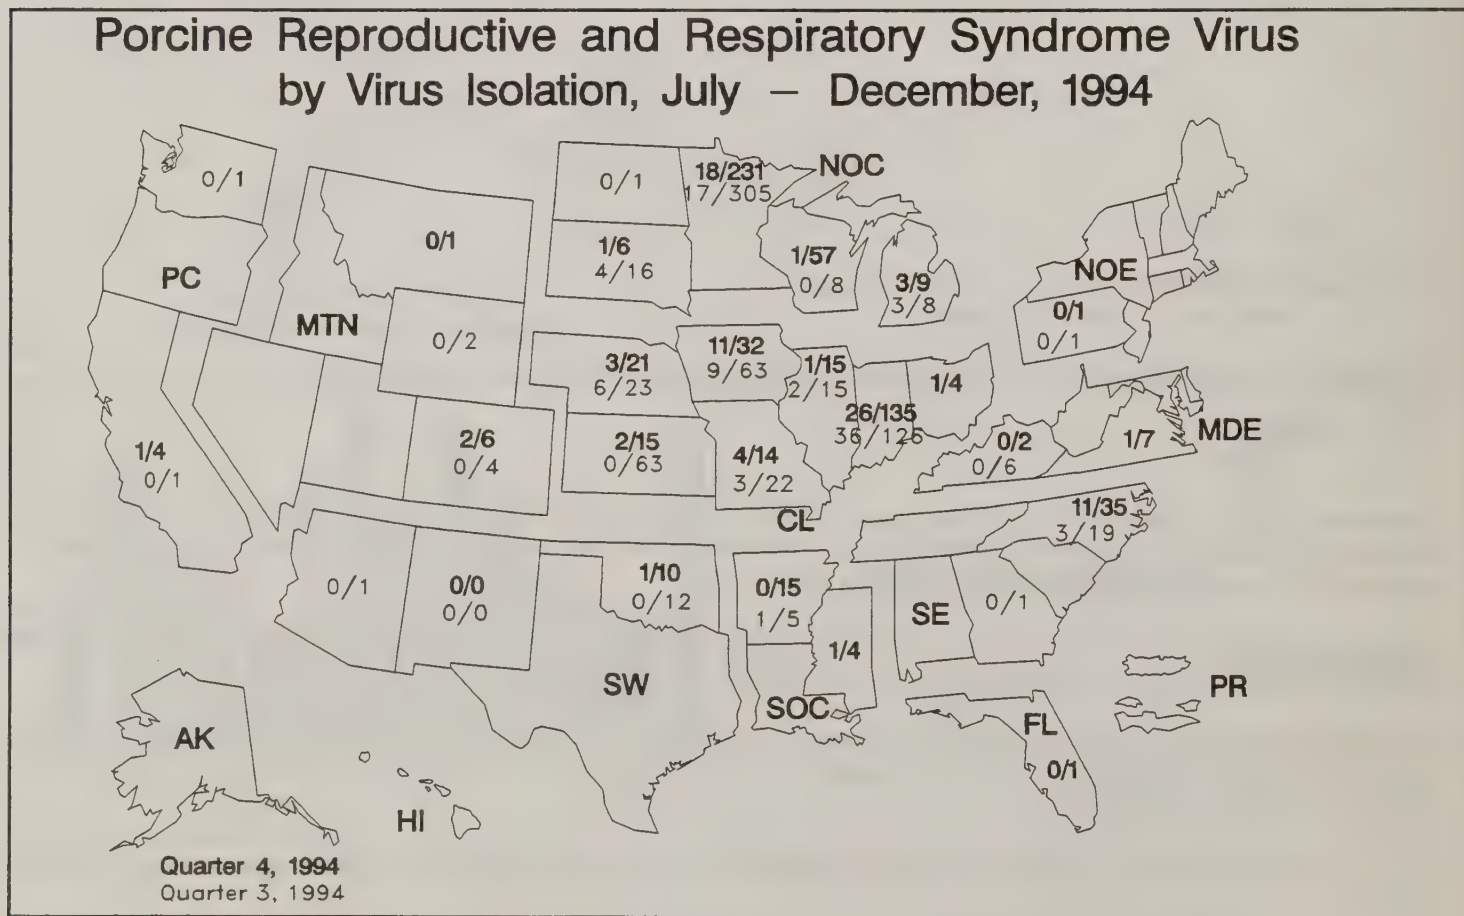 Porcine Reproductive and Respiratory Syndrome Virus
by Virus Isolation, July – December, 1994
0/1
PC
1/4
0/1
0/1
MTN
0/2
2/6
0/4
0/1
0/0
0/0
0/1
18/231
17/305
NOC
1/6
4/16
1/57
0/8
3/9
3/8
3/21
6/23
11/32
9/63
1/15
2/15
26/135
36/126
1/4
2/15
0/63
4/14
3/22
CL
NOE
0/1
0/1
0/2
0/6
1/7
MDE
11/35
3/19
1/10
0/12
SW
0/15
1/5
1/4
SOC
SE
0/1
FL
0/1
PR
AK
HI
Quarter 4, 1994
Quarter 3, 1994